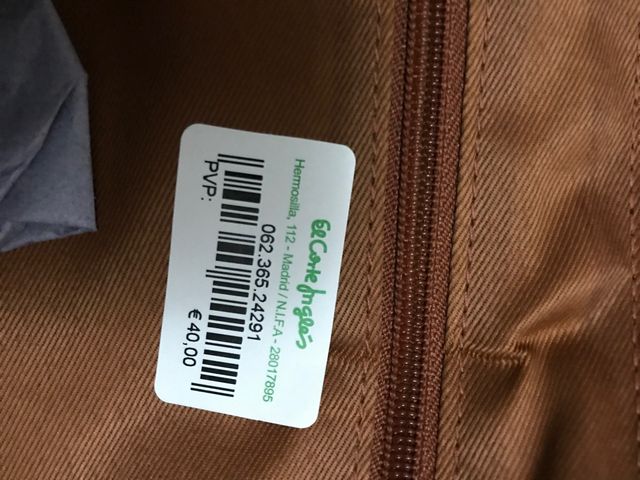 El Corte Inglés
Hermosilla, 112 - Madrid / N.I.F.A - 28017895
062.365.24291
PVP: € 40,00